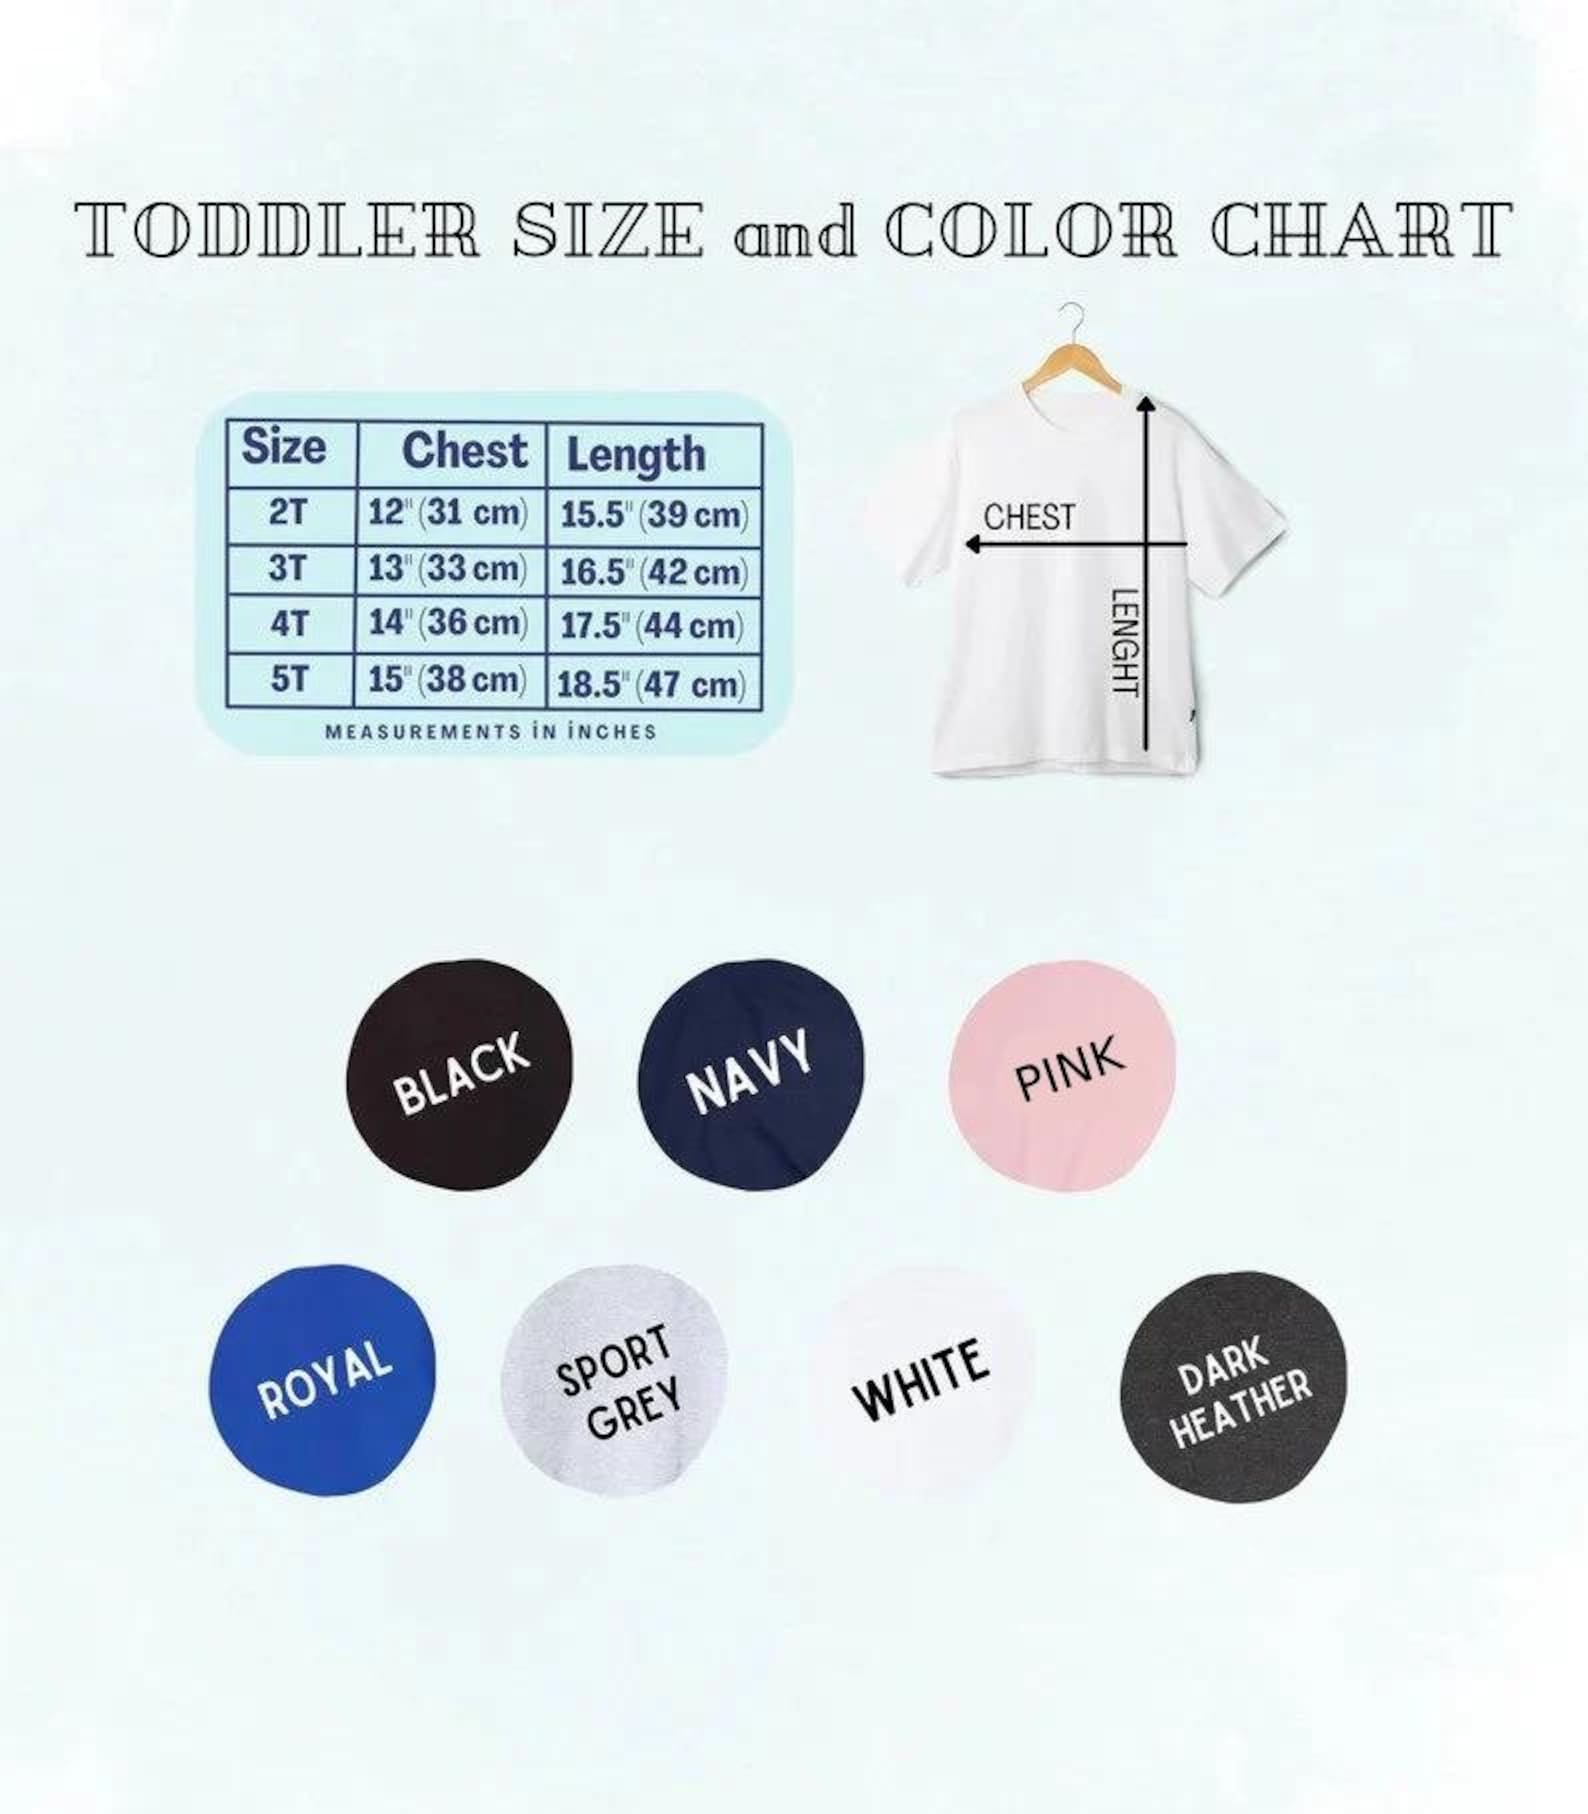 TODDLER SIZE and COLOR CHART
Size Chest Length
2T 12" (31 cm) 15.5" (39 cm)
3T 13" (33 cm) 16.5" (42 cm)
4T 14" (36 cm) 17.5" (44 cm)
5T 15" (38 cm) 18.5" (47 cm)
MEASUREMENTS İN İNCHES
CHEST
LENGHT
BLACK
NAVY
PINK
ROYAL
SPORT
GREY
WHITE
DARK
HEATHER